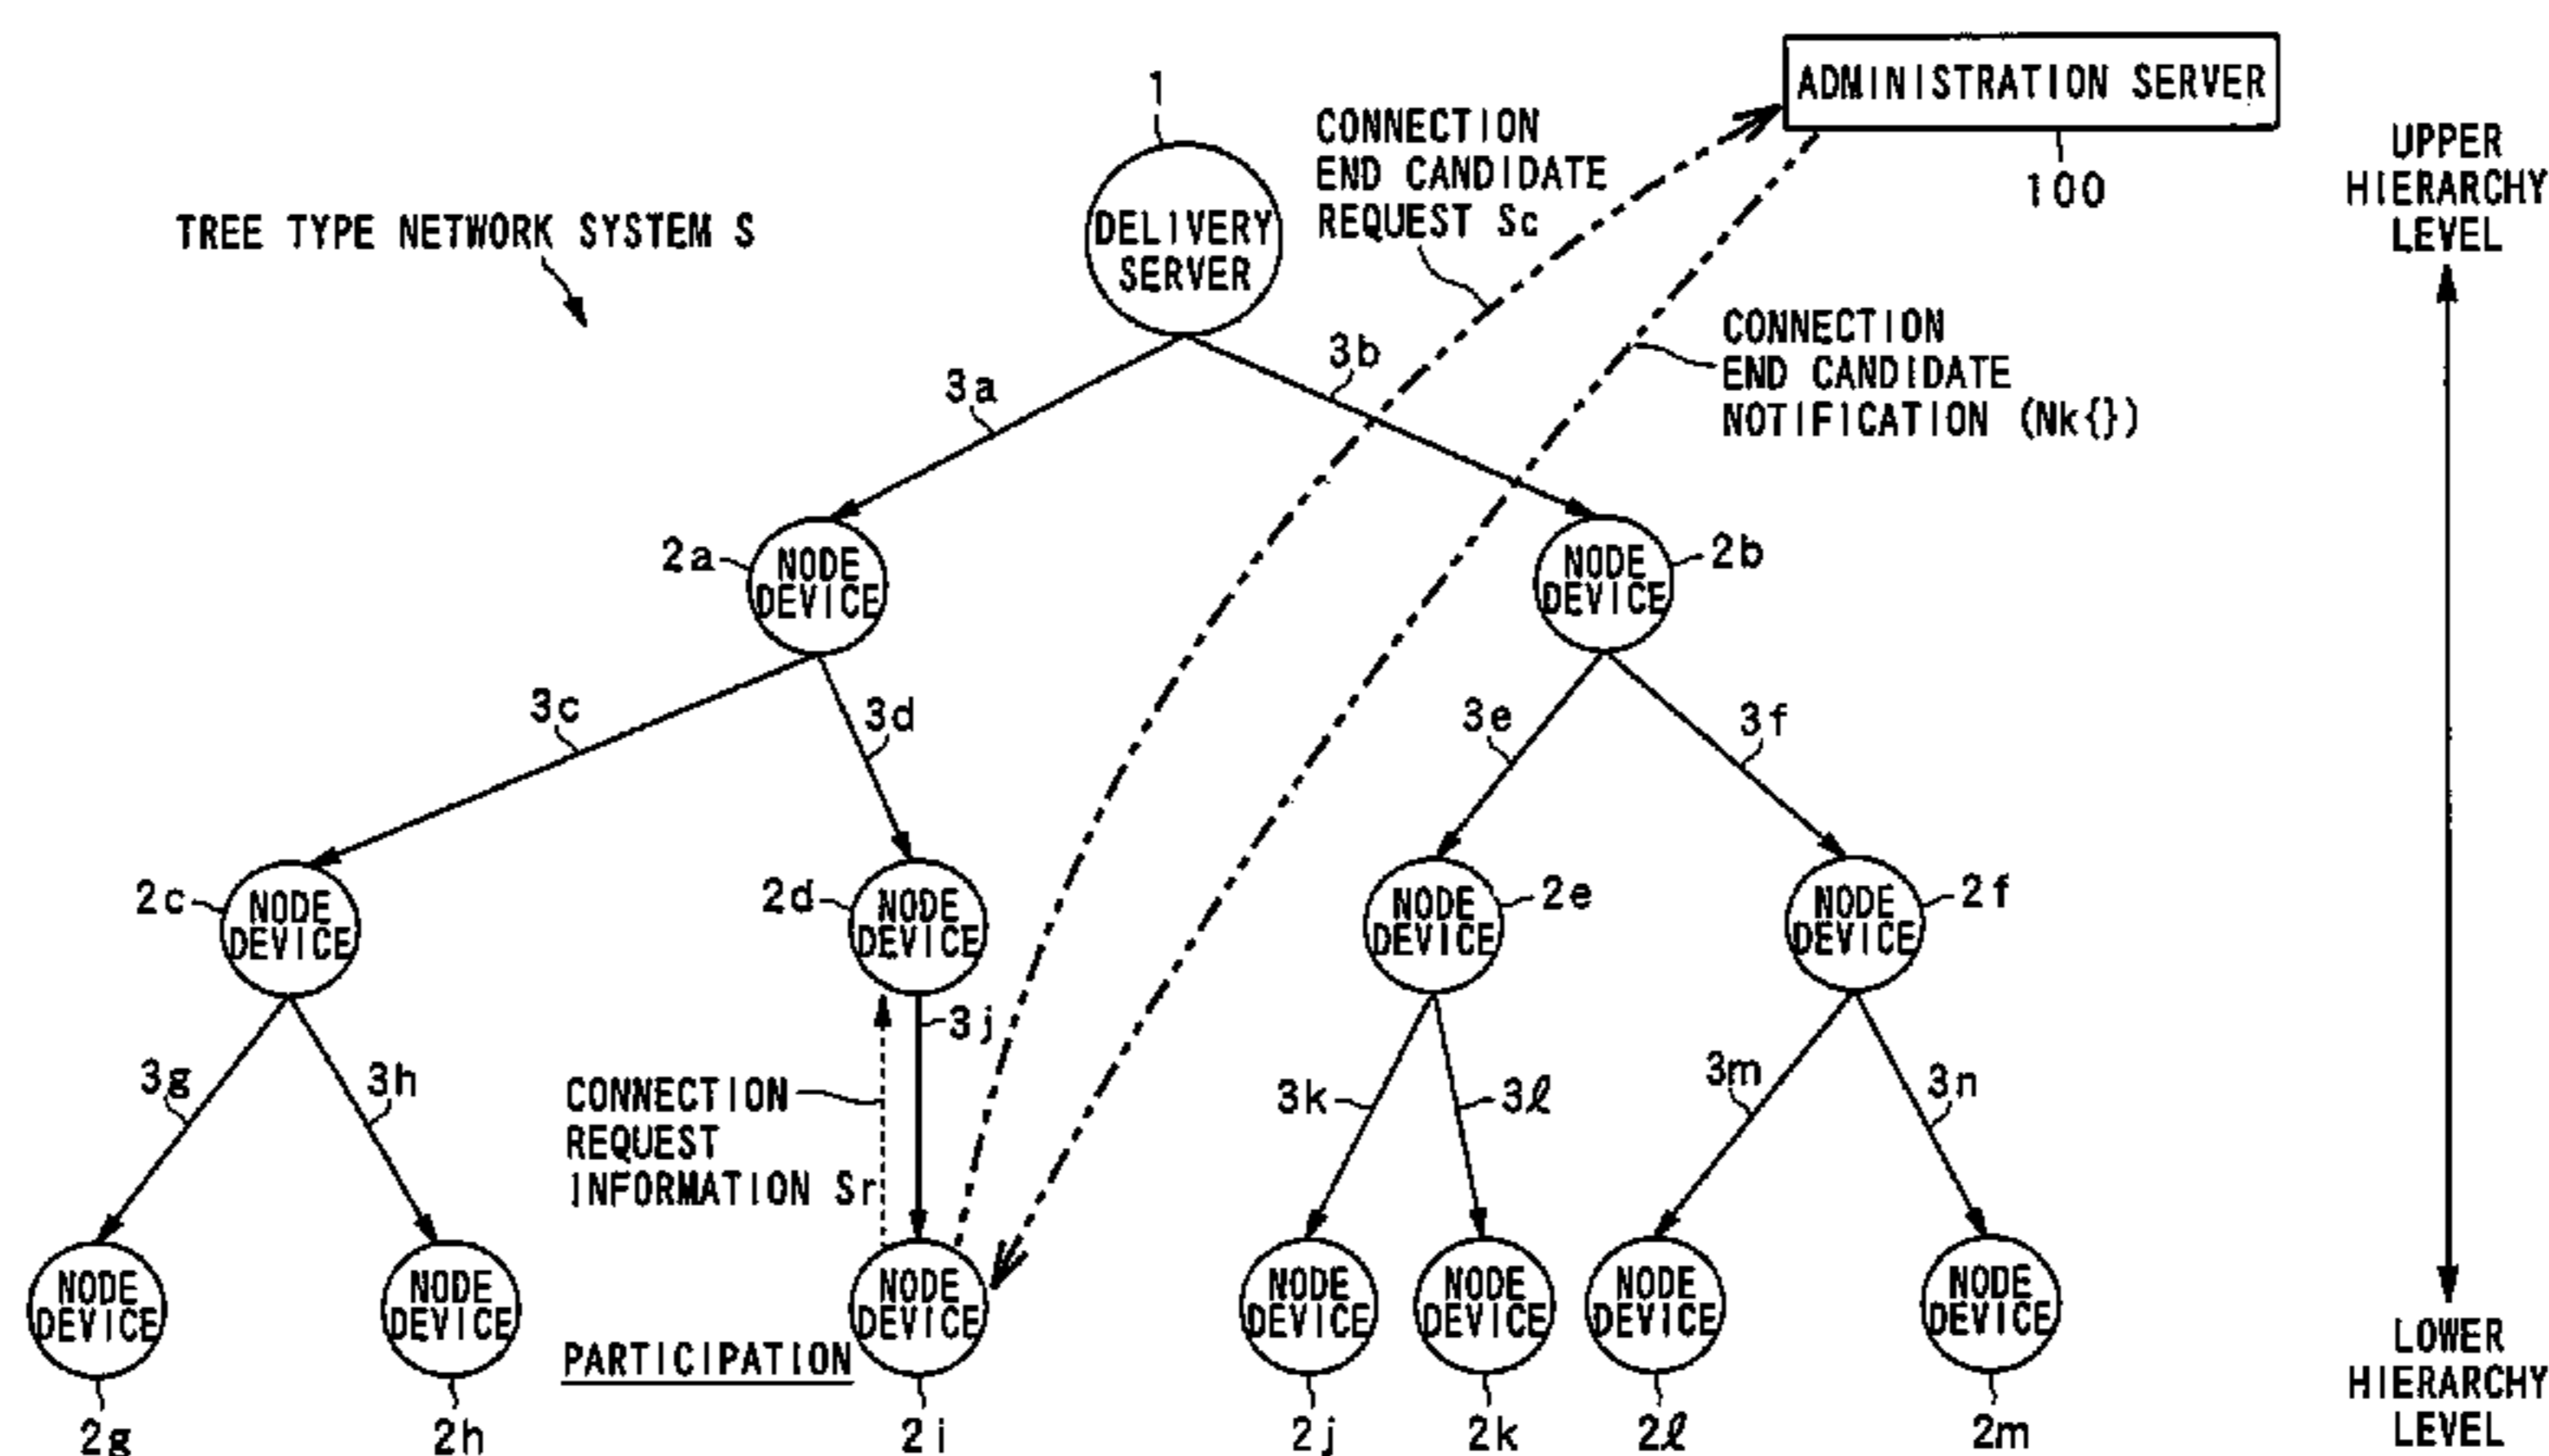 ADMINISTRATION SERVER
100
1
CONNECTION
END CANDIDATE
REQUEST Sc
UPPER
HIERARCHY
LEVEL
TREE TYPE NETWORK SYSTEM S
DELIVERY
SERVER
3a
3b
CONNECTION
END CANDIDATE
NOTIFICATION (Nk{})
2a
NODE
DEVICE
NODE
DEVICE
2b
3c
3d
3e
3f
2c
NODE
DEVICE
2d
NODE
DEVICE
NODE
DEVICE
2e
NODE
DEVICE
2f
3j
3g
3h
CONNECTION
REQUEST
INFORMATION Sr
3k
3ℓ
3m
3n
NODE
DEVICE
NODE
DEVICE
NODE
DEVICE
NODE
DEVICE
NODE
DEVICE
NODE
DEVICE
NODE
DEVICE
PARTICIPATION
LOWER
HIERARCHY
LEVEL
2g
2h
2i
2j
2k
2ℓ
2m